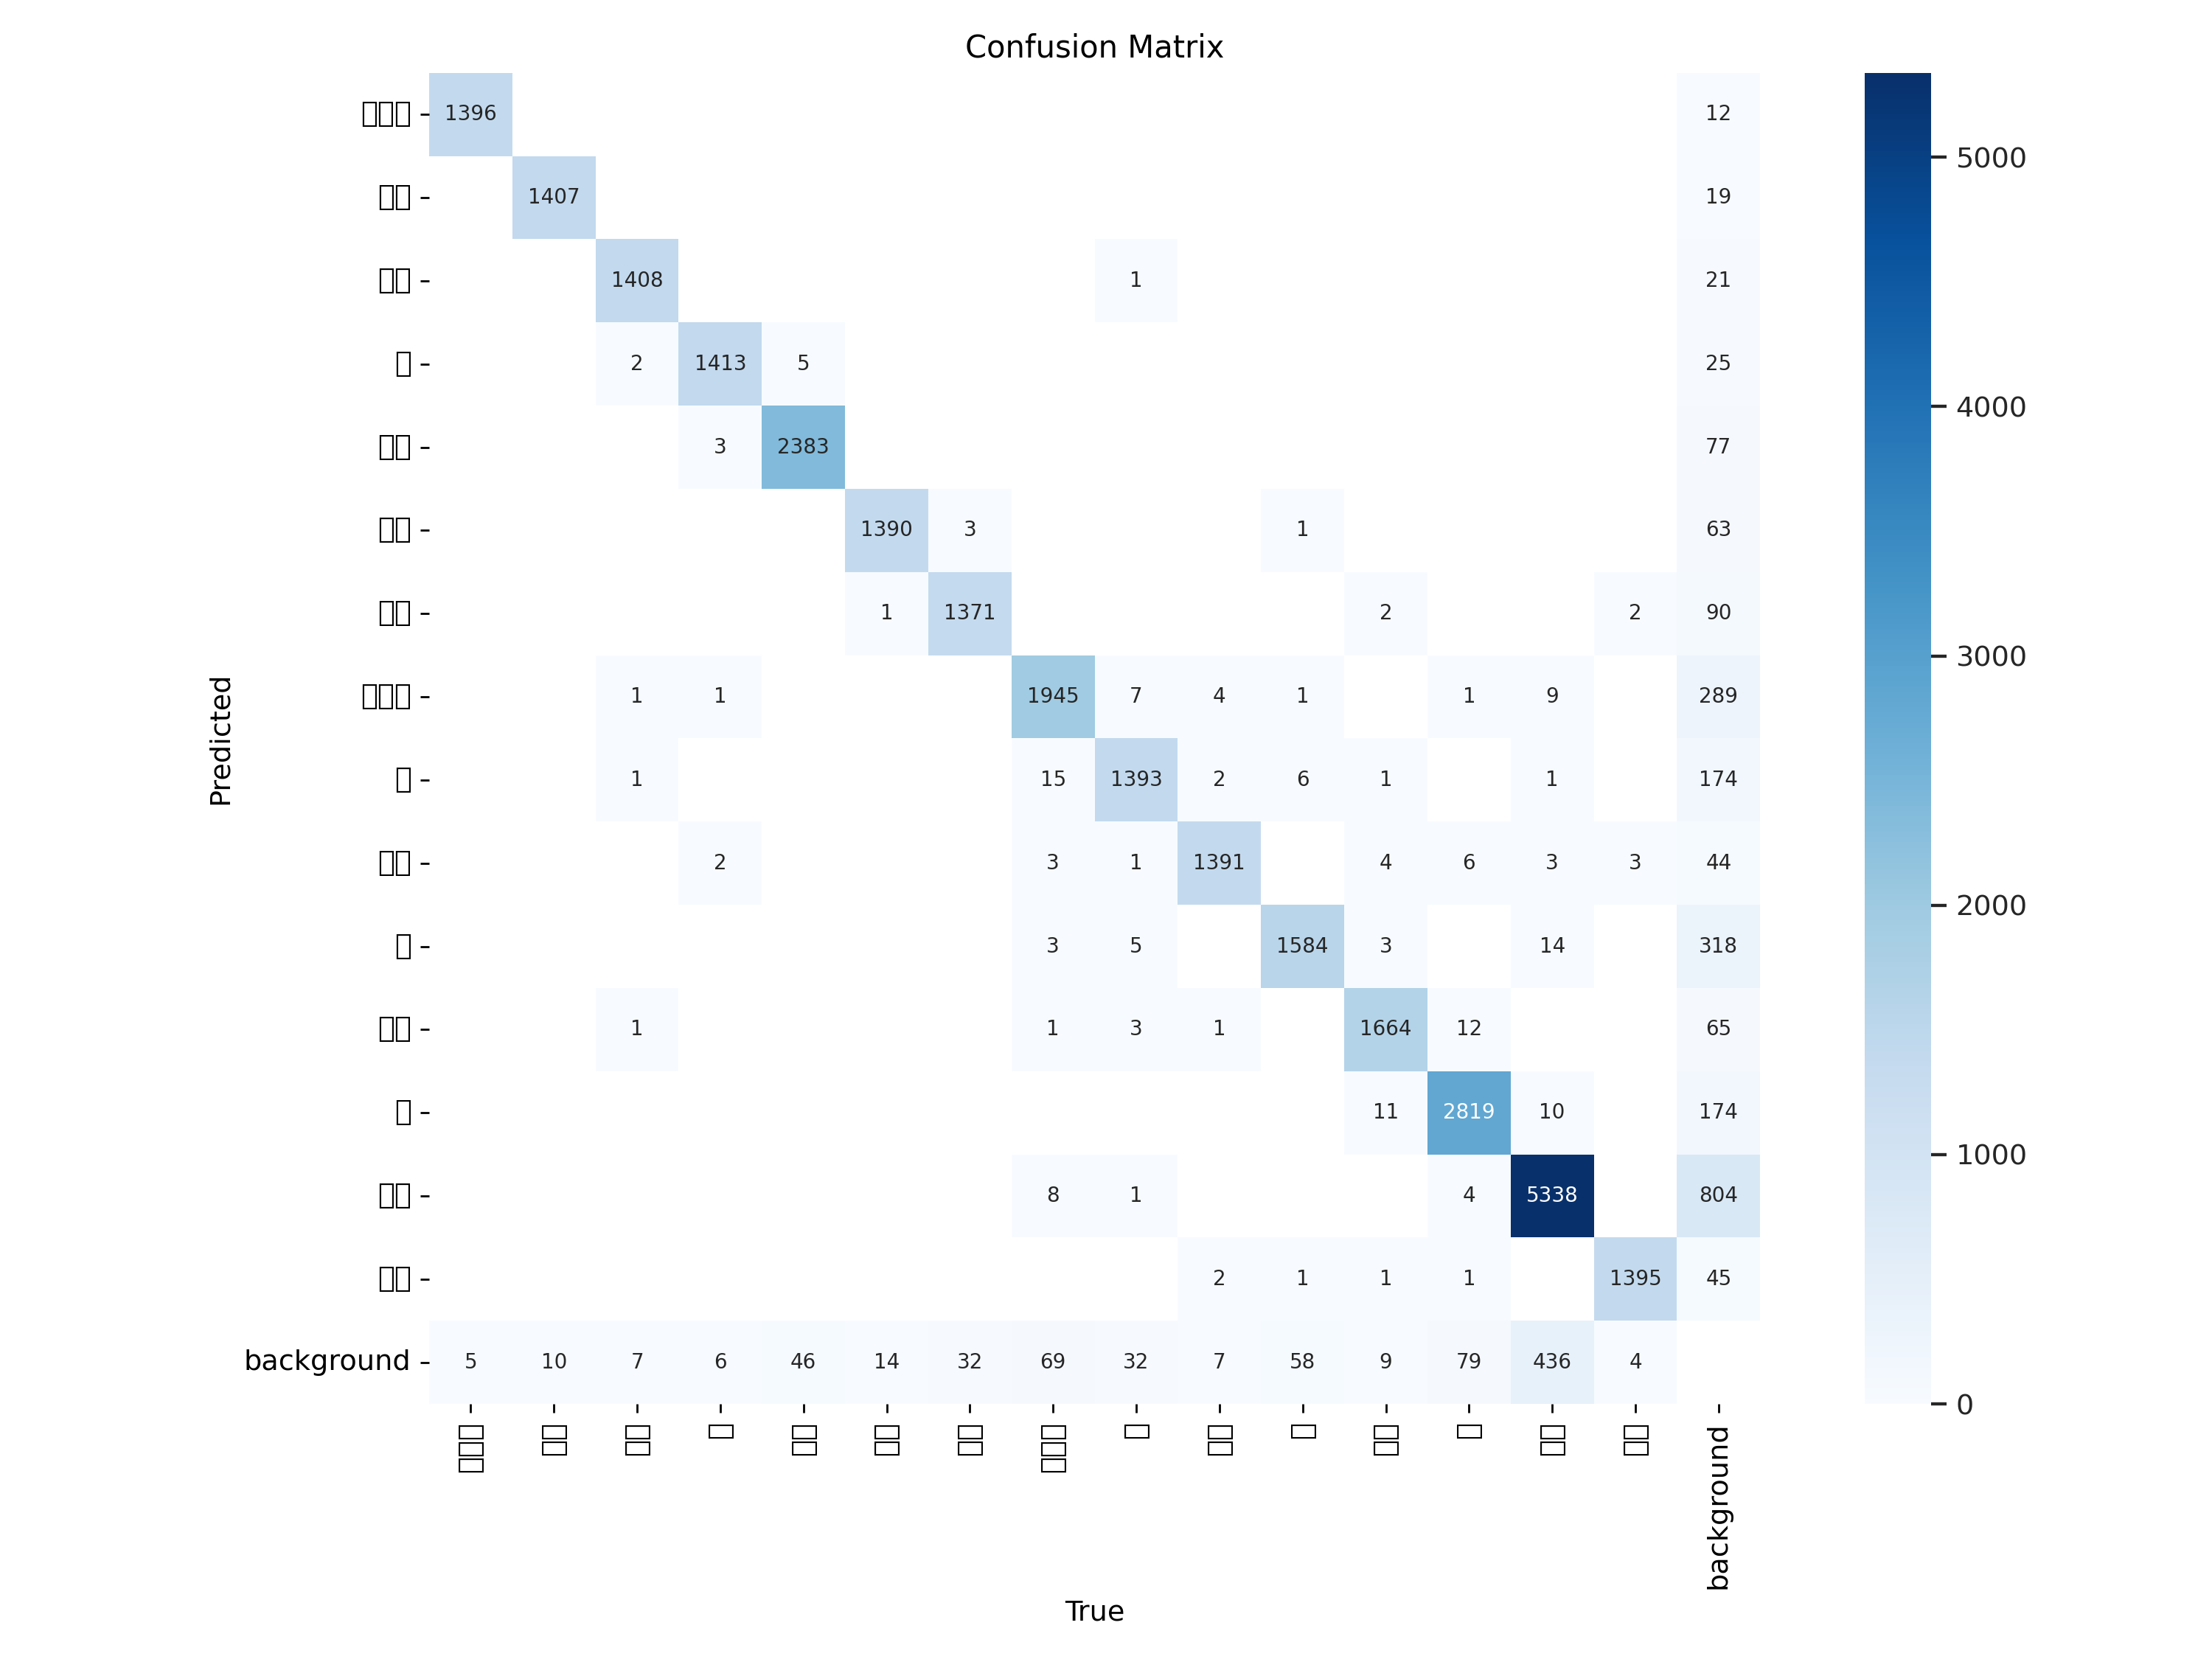 Confusion Matrix
1396 12
1407 19
1408 1 21
2 1413 5 25
3 2383 77
1390 3 1 63
1 1371 2 2 90
1 1 1945 7 4 1 1 9 289
1 15 1393 2 6 1 1 174
2 3 1 1391 4 6 3 3 44
3 5 1584 3 14 318
1 1 3 1 1664 12 65
11 2819 10 174
8 1 4 5338 804
2 1 1 1 1395 45
background 5 10 7 6 46 14 32 69 32 7 58 9 79 436 4
background
Predicted
True
5000
4000
3000
2000
1000
0